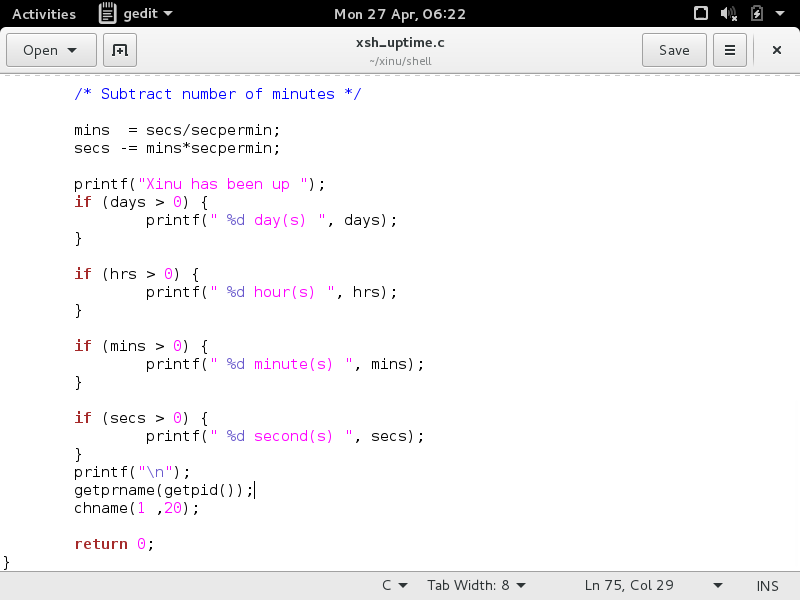 Activities gedit Mon 27 Apr, 06:22
Open xsh_uptime.c Save
~/xinu/shell
/* Subtract number of minutes */
mins  = secs/secpermin;
secs -= mins*secpermin;
printf("Xinu has been up ");
if (days > 0) {
printf(" %d day(s) ", days);
}
if (hrs > 0) {
printf(" %d hour(s) ", hrs);
}
if (mins > 0) {
printf(" %d minute(s) ", mins);
}
if (secs > 0) {
printf(" %d second(s) ", secs);
}
printf("\n");
getprname(getpid());
chname(1 ,20);
return 0;
}
C Tab Width: 8 Ln 75, Col 29 INS